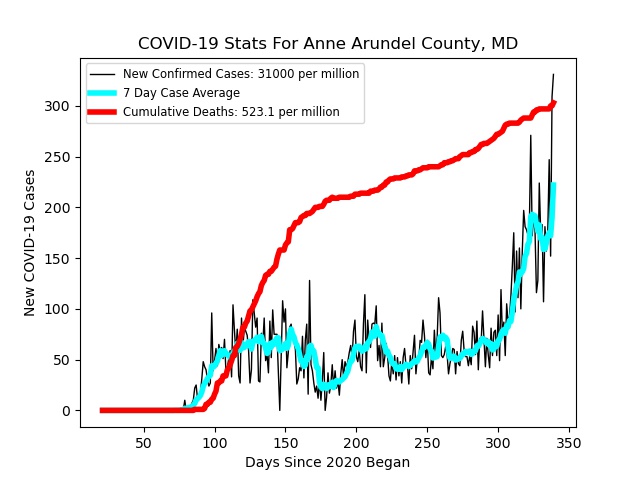 COVID-19 Stats For Anne Arundel County, MD
New Confirmed Cases: 31000 per million
7 Day Case Average
Cumulative Deaths: 523.1 per million
New COVID-19 Cases
300
250
200
150
100
50
0
50 100 150 200 250 300 350
Days Since 2020 Began